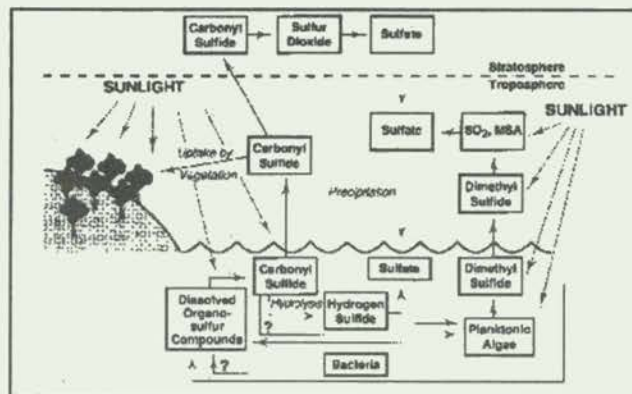 Carbonyl
Sulfide
Sulfur
Dioxide
Sulfate
Stratosphere
Troposphere
SUNLIGHT
SUNLIGHT
Carbonyl
Sulfide
Sulfate
SO2, MSA
Uptake by
Vegetation
Precipitation
Dimethyl
Sulfide
Carbonyl
Sulfide
Sulfate
Dimethyl
Sulfide
Dissolved
Organo-
sulfur
Compounds
Hydrolysis
Hydrogen
Sulfide
?
Planktonic
Algae
?
Bacteria